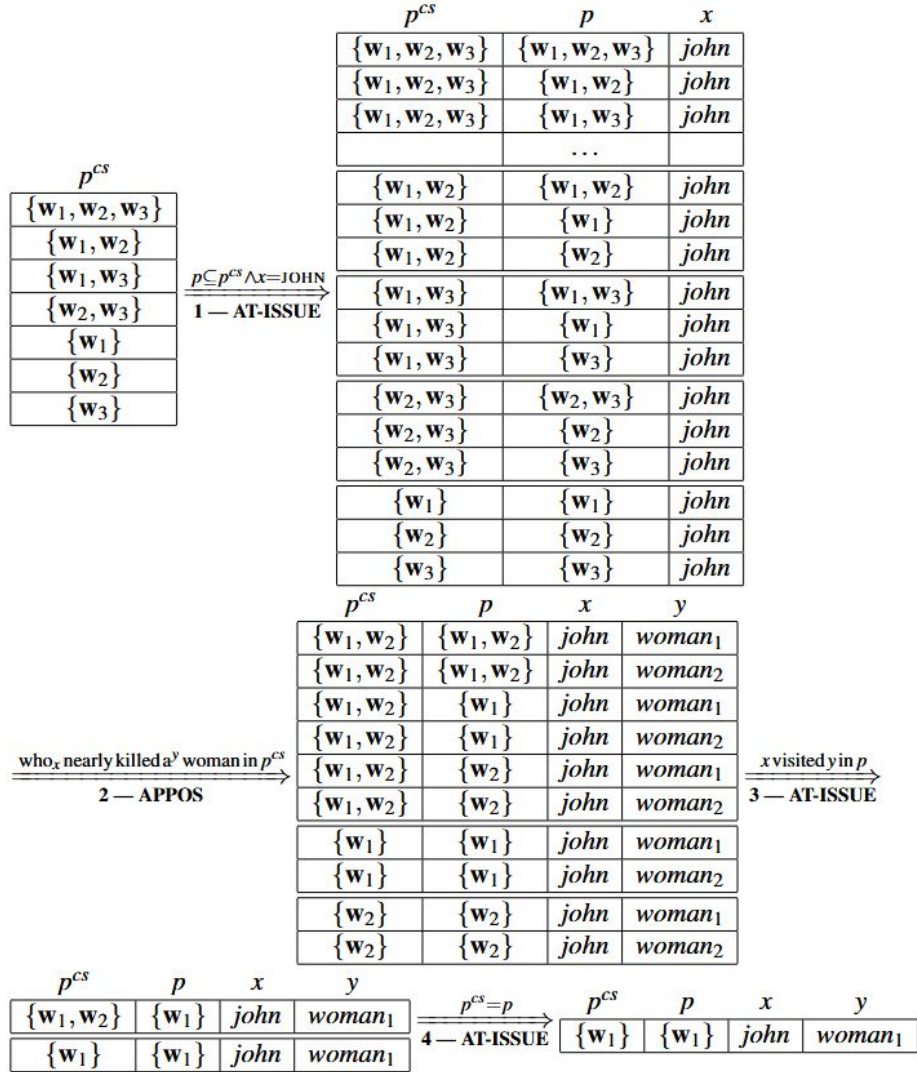 p^{cs}
{w₁, w₂, w₃}
{w₁, w₂}
{w₁, w₃}
{w₂, w₃}
{w₁}
{w₂}
{w₃}
p⊆p^{cs}∧x=JOHN
1 — AT-ISSUE
p^{cs} p x
{w₁, w₂, w₃} {w₁, w₂, w₃} john
{w₁, w₂, w₃} {w₁, w₂} john
{w₁, w₂, w₃} {w₁, w₃} john
...
{w₁, w₂} {w₁, w₂} john
{w₁, w₂} {w₁} john
{w₁, w₂} {w₂} john
{w₁, w₃} {w₁, w₃} john
{w₁, w₃} {w₁} john
{w₁, w₃} {w₃} john
{w₂, w₃} {w₂, w₃} john
{w₂, w₃} {w₂} john
{w₂, w₃} {w₃} john
{w₁} {w₁} john
{w₂} {w₂} john
{w₃} {w₃} john
who_x nearly killed a^y woman in p^{cs}
2 — APPOS
p^{cs} p x y
{w₁, w₂} {w₁, w₂} john woman₁
{w₁, w₂} {w₁, w₂} john woman₂
{w₁, w₂} {w₁} john woman₁
{w₁, w₂} {w₁} john woman₂
{w₁, w₂} {w₂} john woman₁
{w₁, w₂} {w₂} john woman₂
{w₁} {w₁} john woman₁
{w₁} {w₁} john woman₂
{w₂} {w₂} john woman₁
{w₂} {w₂} john woman₂
x visited y in p
3 — AT-ISSUE
p^{cs} p x y
{w₁, w₂} {w₁} john woman₁
{w₁} {w₁} john woman₁
p^{cs}=p
4 — AT-ISSUE
p^{cs} p x y
{w₁} {w₁} john woman₁